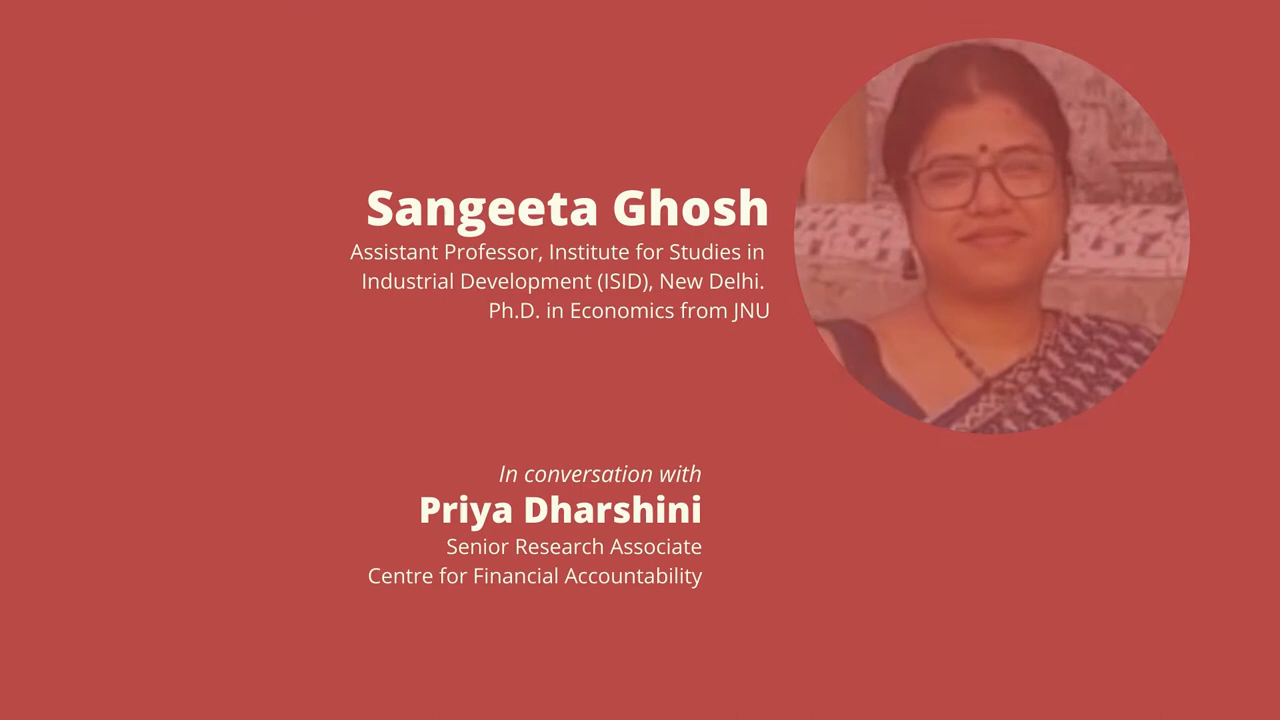 Sangeeta Ghosh
Assistant Professor, Institute for Studies in
Industrial Development (ISID), New Delhi.
Ph.D. in Economics from JNU
In conversation with
Priya Dharshini
Senior Research Associate
Centre for Financial Accountability